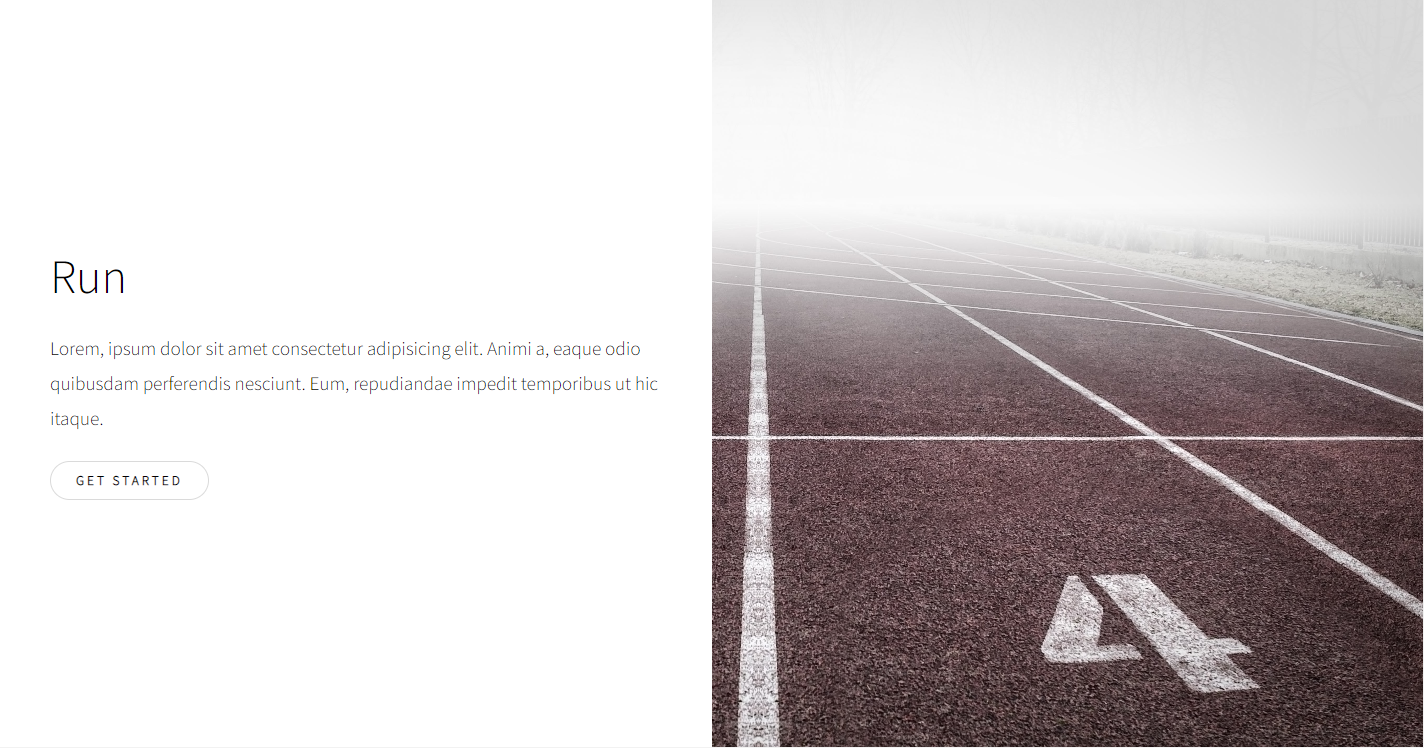 Run
Lorem, ipsum dolor sit amet consectetur adipisicing elit. Animi a, eaque odio
quibusdam perferendis nesciunt. Eum, repudiandae impedit temporibus ut hic
itaque.
GET STARTED
4